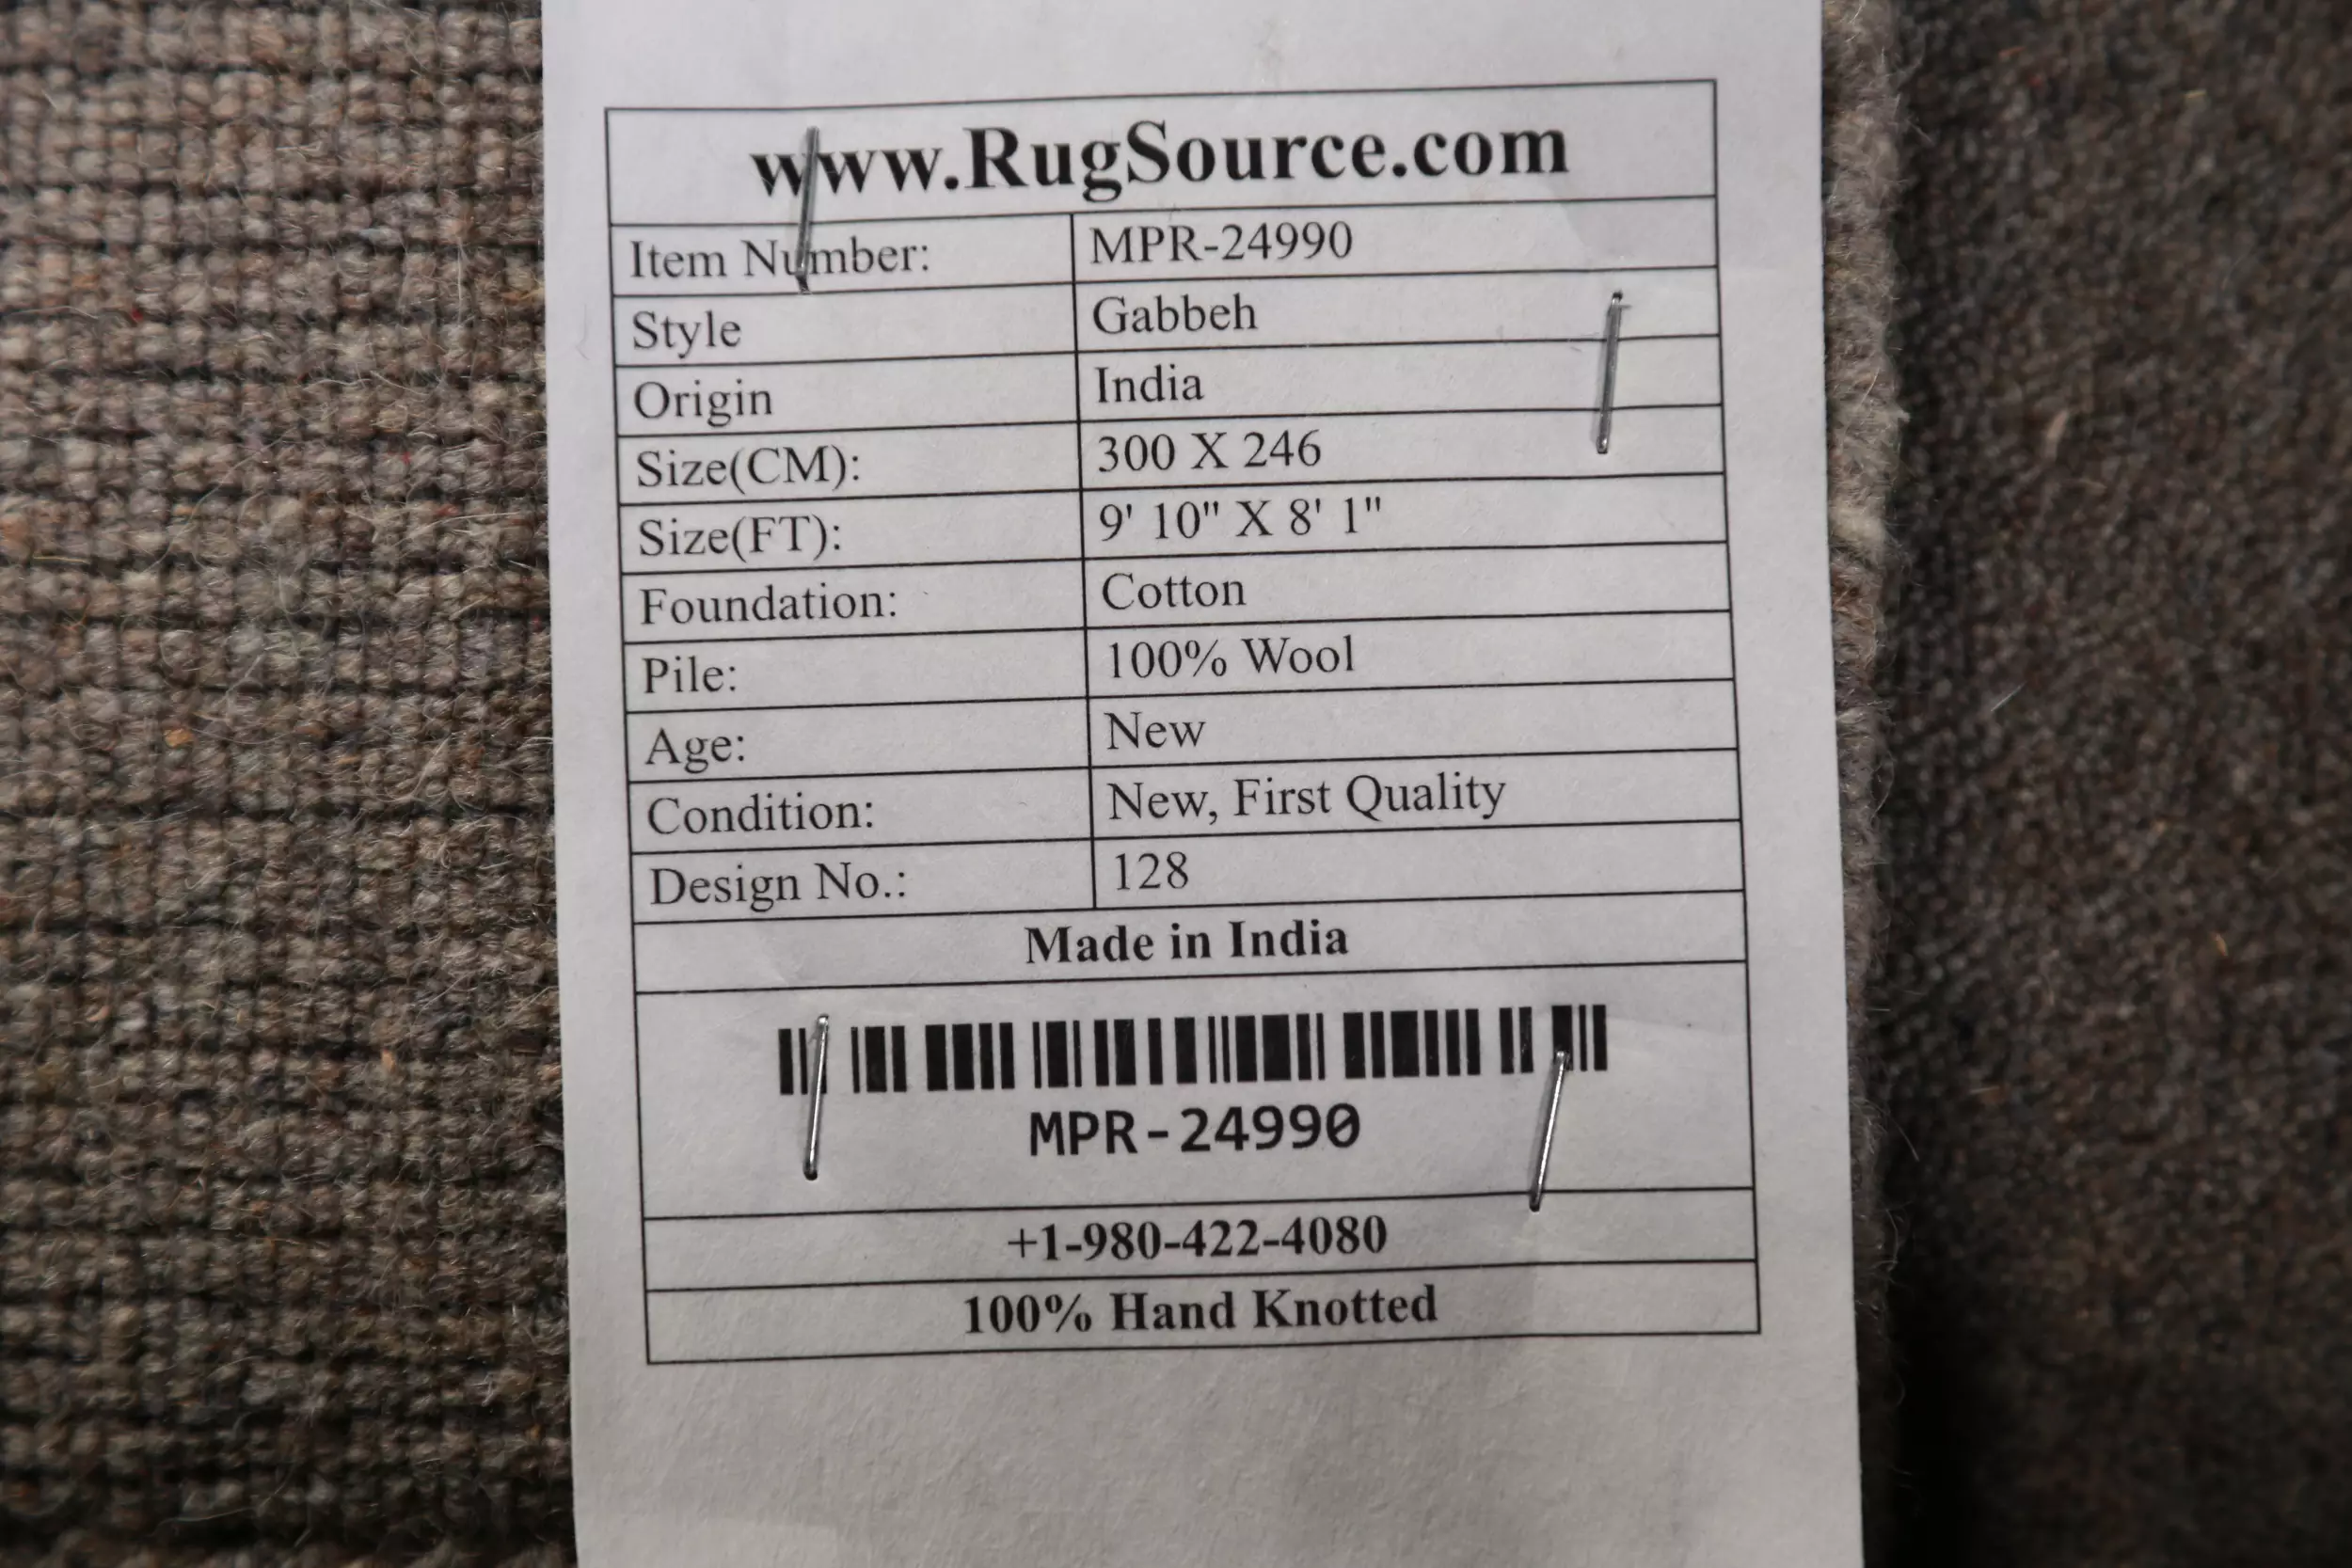 www.RugSource.com
Item Number: MPR-24990
Style Gabbeh
Origin India
Size(CM): 300 X 246
Size(FT): 9' 10" X 8' 1"
Foundation: Cotton
Pile: 100% Wool
Age: New
Condition: New, First Quality
Design No.: 128
Made in India
MPR-24990
+1-980-422-4080
100% Hand Knotted